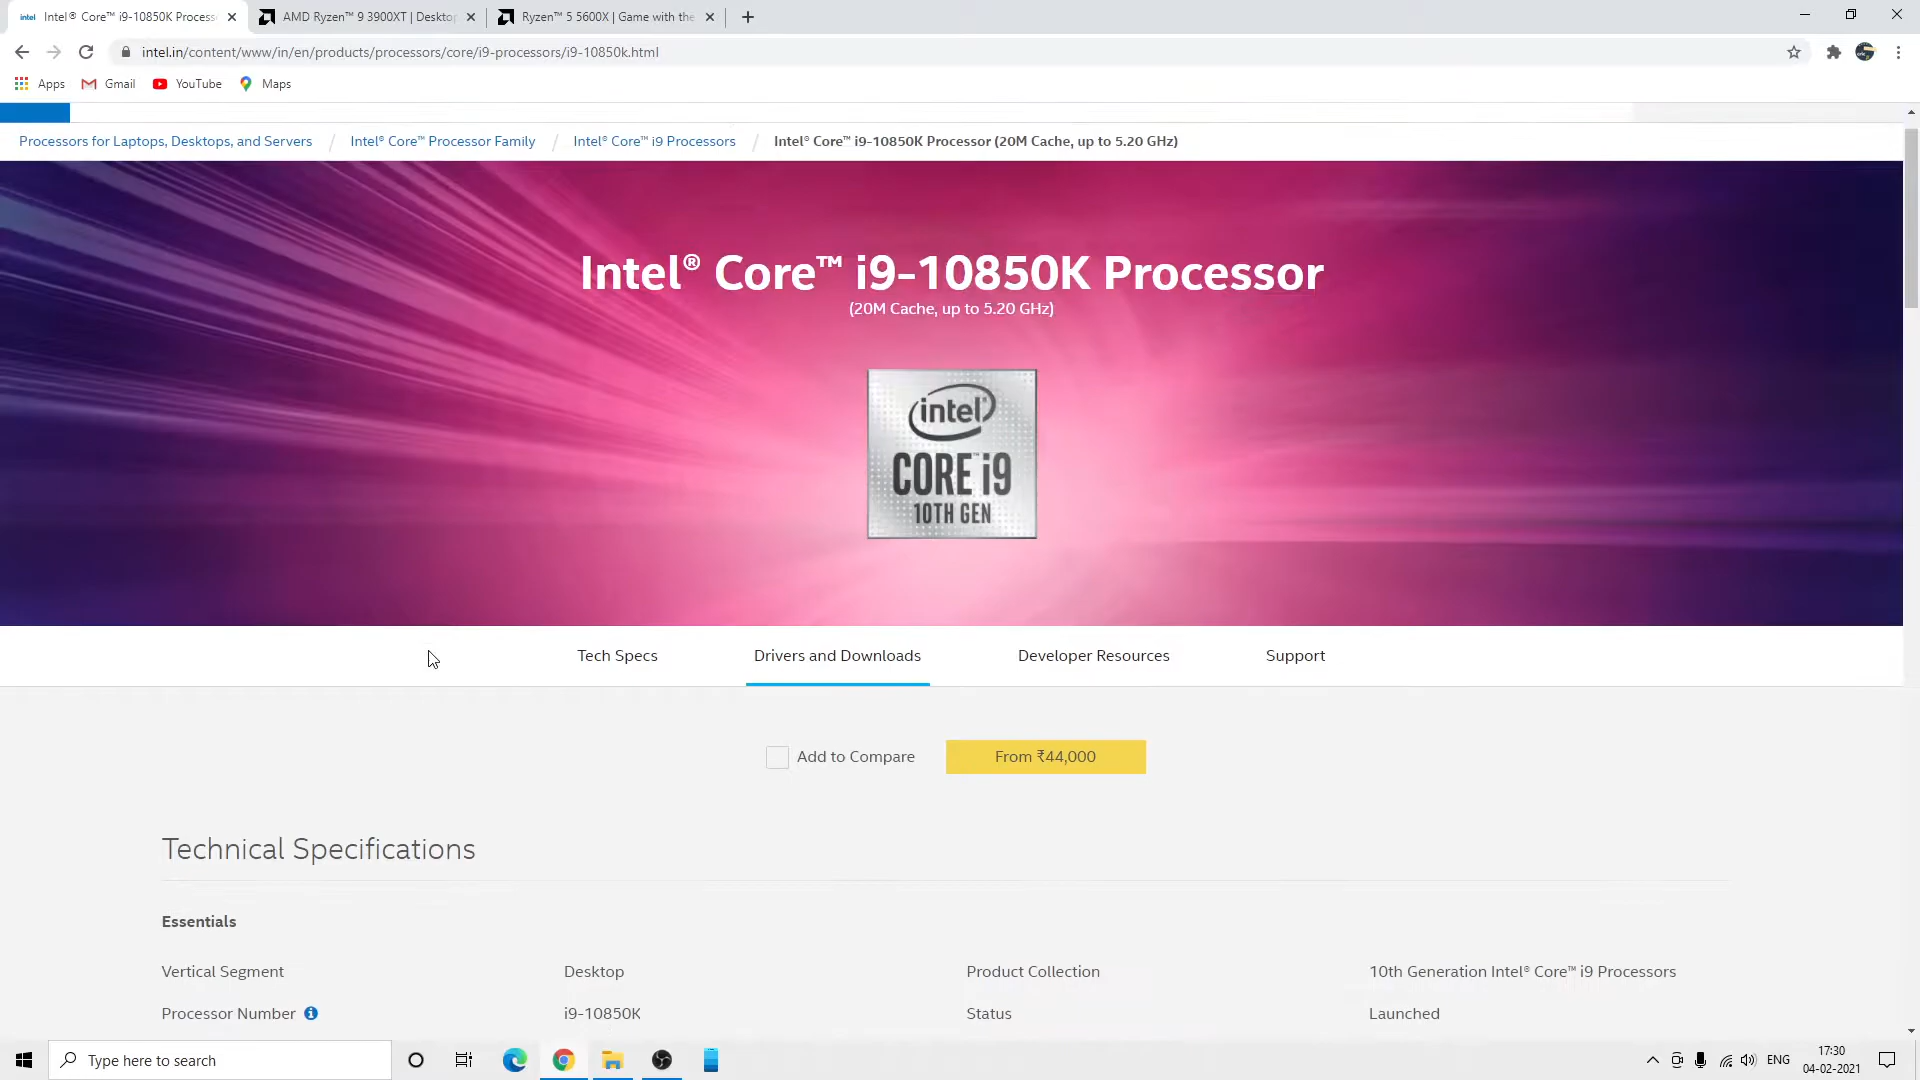 intel Intel® Core™ i9-10850K Process
AMD Ryzen™ 9 3900XT | Deskto
Ryzen™ 5 5600X | Game with the
intel.in/content/www/in/en/products/processors/core/i9-processors/i9-10850k.html
Apps Gmail YouTube Maps
Processors for Laptops, Desktops, and Servers / Intel® Core™ Processor Family / Intel® Core™ i9 Processors / Intel® Core™ i9-10850K Processor (20M Cache, up to 5.20 GHz)
Intel® Core™ i9-10850K Processor
(20M Cache, up to 5.20 GHz)
intel®
CORE™ i9
10TH GEN
Tech Specs Drivers and Downloads Developer Resources Support
Add to Compare From ₹44,000
Technical Specifications
Essentials
Vertical Segment Desktop Product Collection 10th Generation Intel® Core™ i9 Processors
Processor Number i9-10850K Status Launched
Type here to search
ENG
17:30
04-02-2021